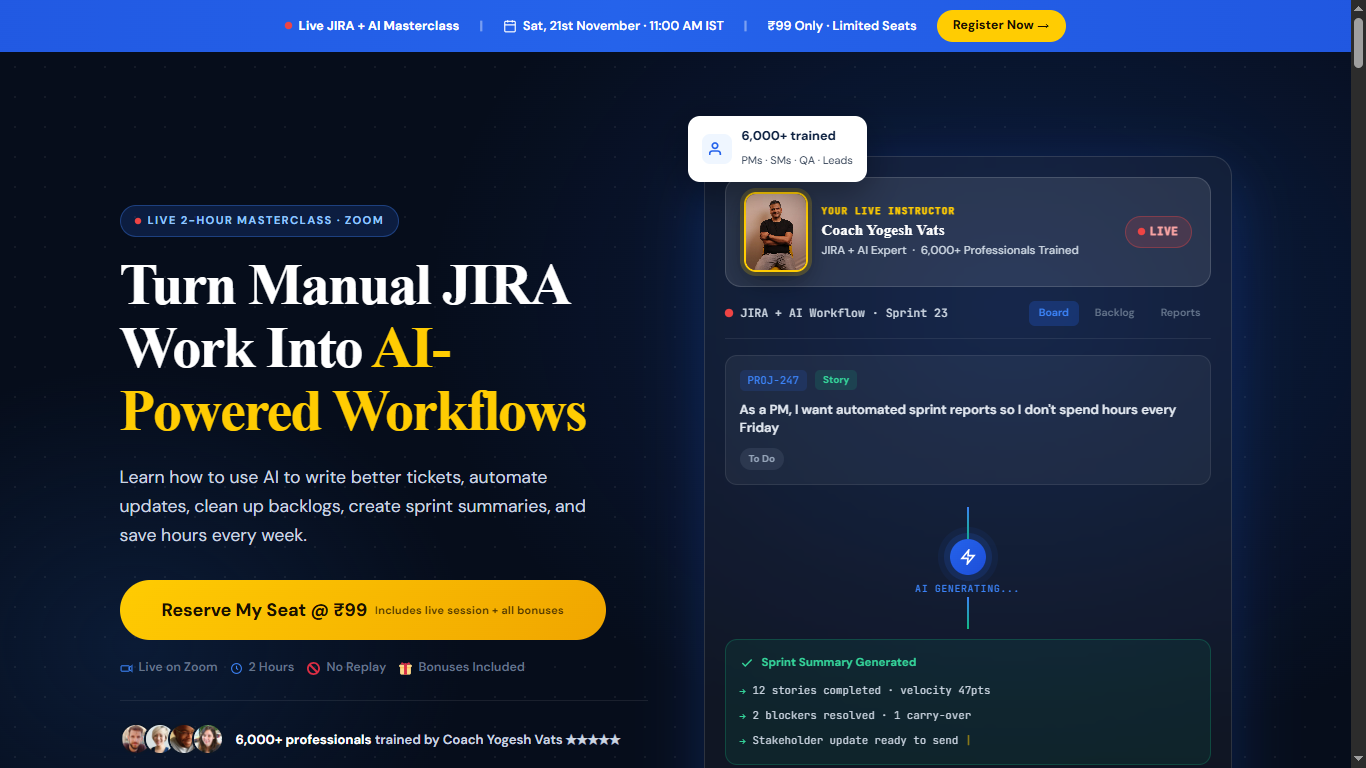 Live JIRA + AI Masterclass | Sat, 21st November · 11:00 AM IST | ₹99 Only · Limited Seats Register Now →
LIVE 2-HOUR MASTERCLASS · ZOOM
Turn Manual JIRA
Work Into AI-
Powered Workflows
Learn how to use AI to write better tickets, automate
updates, clean up backlogs, create sprint summaries, and
save hours every week.
Reserve My Seat @ ₹99 Includes live session + all bonuses
Live on Zoom · 2 Hours · No Replay · Bonuses Included
6,000+ professionals trained by Coach Yogesh Vats ★★★★★
6,000+ trained
PMs · SMs · QA · Leads
YOUR LIVE INSTRUCTOR
Coach Yogesh Vats
JIRA + AI Expert · 6,000+ Professionals Trained
LIVE
JIRA + AI Workflow · Sprint 23
Board Backlog Reports
PROJ-247 Story
As a PM, I want automated sprint reports so I don't spend hours every
Friday
To Do
AI GENERATING...
Sprint Summary Generated
→ 12 stories completed · velocity 47pts
→ 2 blockers resolved · 1 carry-over
→ Stakeholder update ready to send |